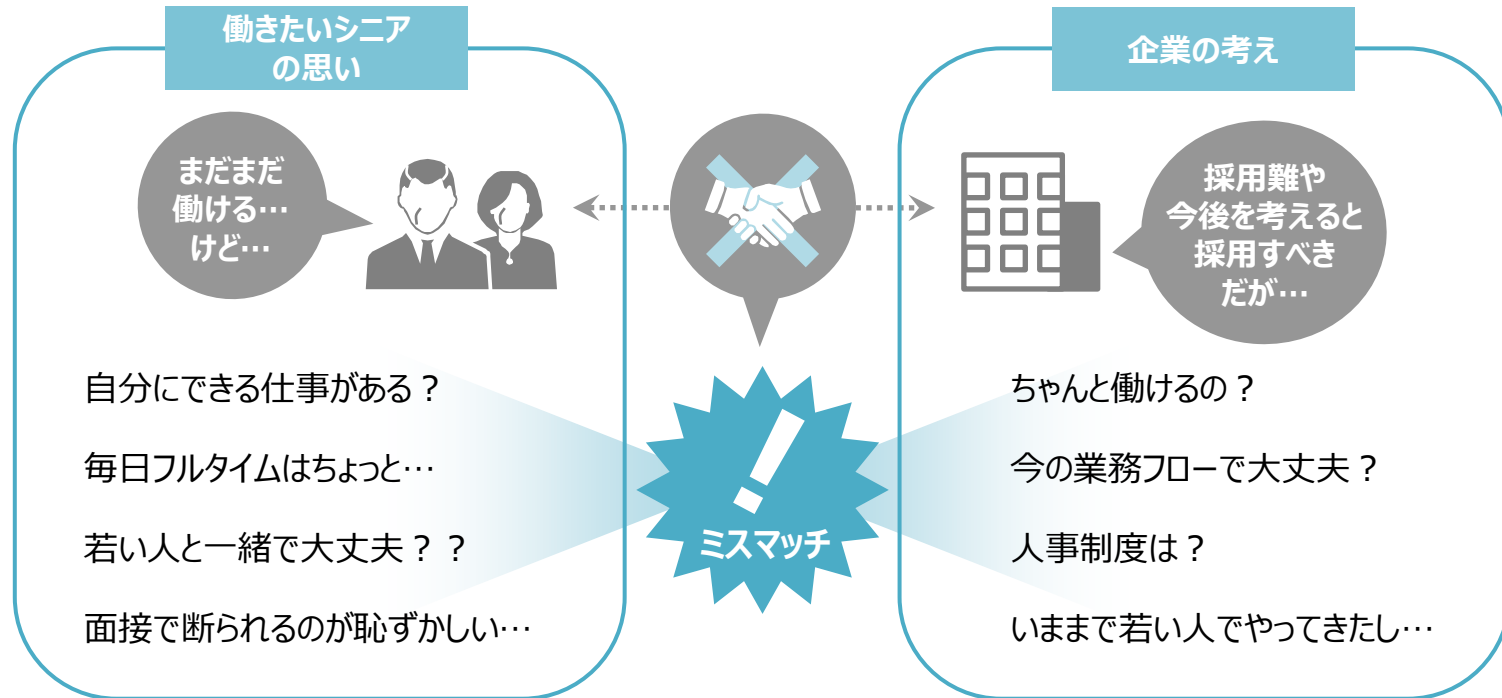 働きたいシニア
の思い
まだまだ
働ける…
けど…
自分にできる仕事がある？
毎日フルタイムはちょっと…
若い人と一緒で大丈夫？？
面接で断られるのが恥ずかしい…
ミスマッチ
企業の考え
採用難や
今後を考えると
採用すべき
だが…
ちゃんと働けるの？
今の業務フローで大丈夫？
人事制度は？
いままで若い人でやってきたし…